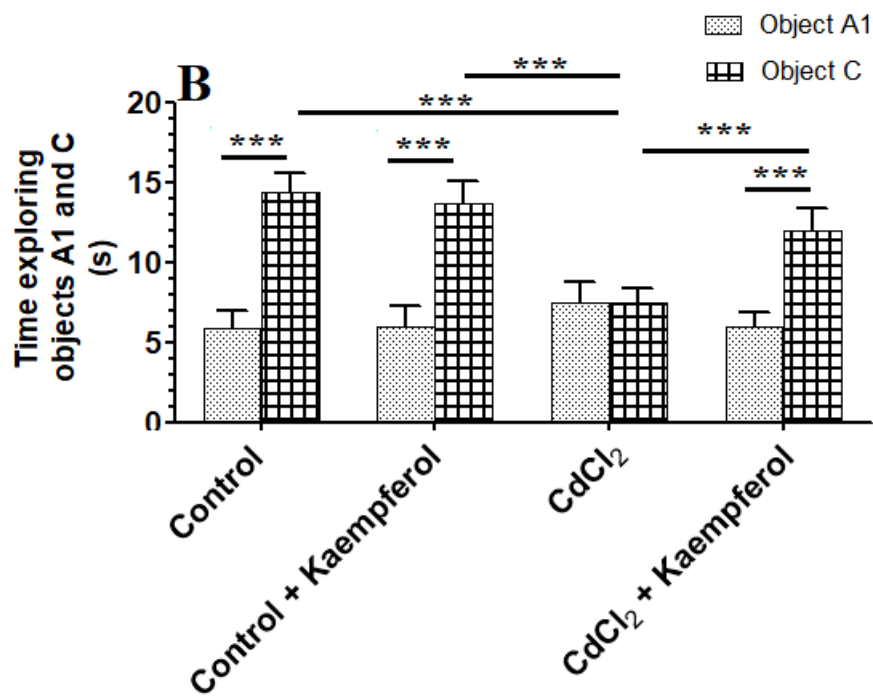 Object A1
Object C
B
***
***
***
***
***
***
Time exploring
objects A1 and C
(s)
20
15
10
5
0
Control
Control + Kaempferol
CdCl₂
CdCl₂ + Kaempferol